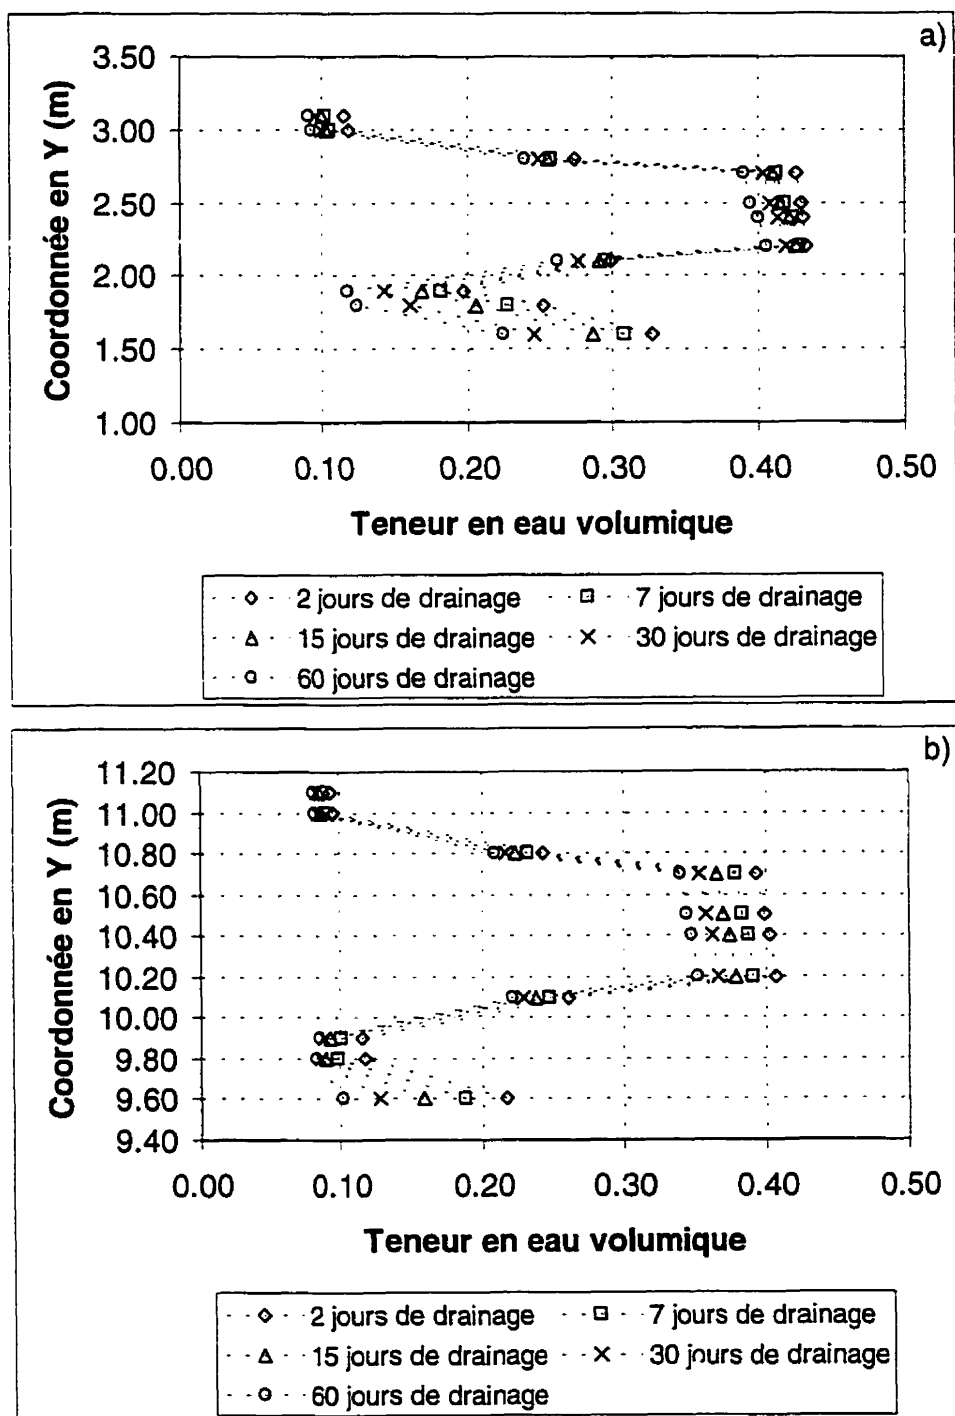 a)
Coordonnée en Y (m)
3.50
3.00
2.50
2.00
1.50
1.00
0.00 0.10 0.20 0.30 0.40 0.50
Teneur en eau volumique
2 jours de drainage 7 jours de drainage
15 jours de drainage 30 jours de drainage
60 jours de drainage
b)
Coordonnée en Y (m)
11.20
11.00
10.80
10.60
10.40
10.20
10.00
9.80
9.60
9.40
0.00 0.10 0.20 0.30 0.40 0.50
Teneur en eau volumique
2 jours de drainage 7 jours de drainage
15 jours de drainage 30 jours de drainage
60 jours de drainage